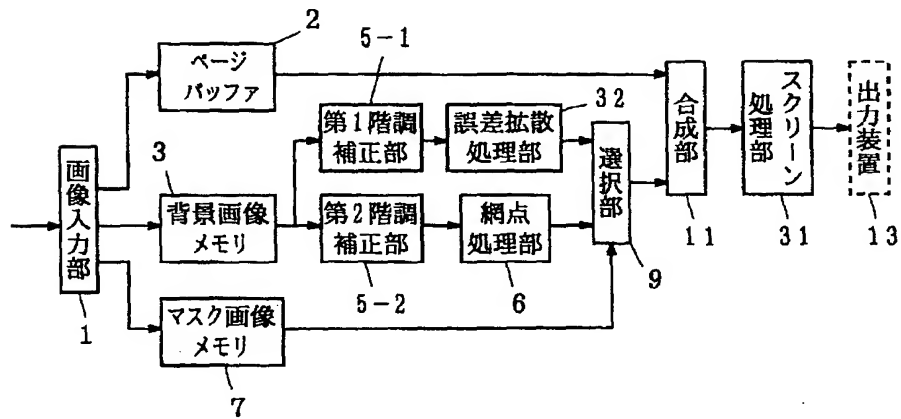 2
ページ
バッファ
5-1
第1階調
補正部
32
誤差拡散
処理部
3
背景画像
メモリ
画像入力部
1
第2階調
補正部
5-2
網点
処理部
6
選択部
9
合成部
11
スクリーン
処理部
31
出力装置
13
マスク画像
メモリ
7